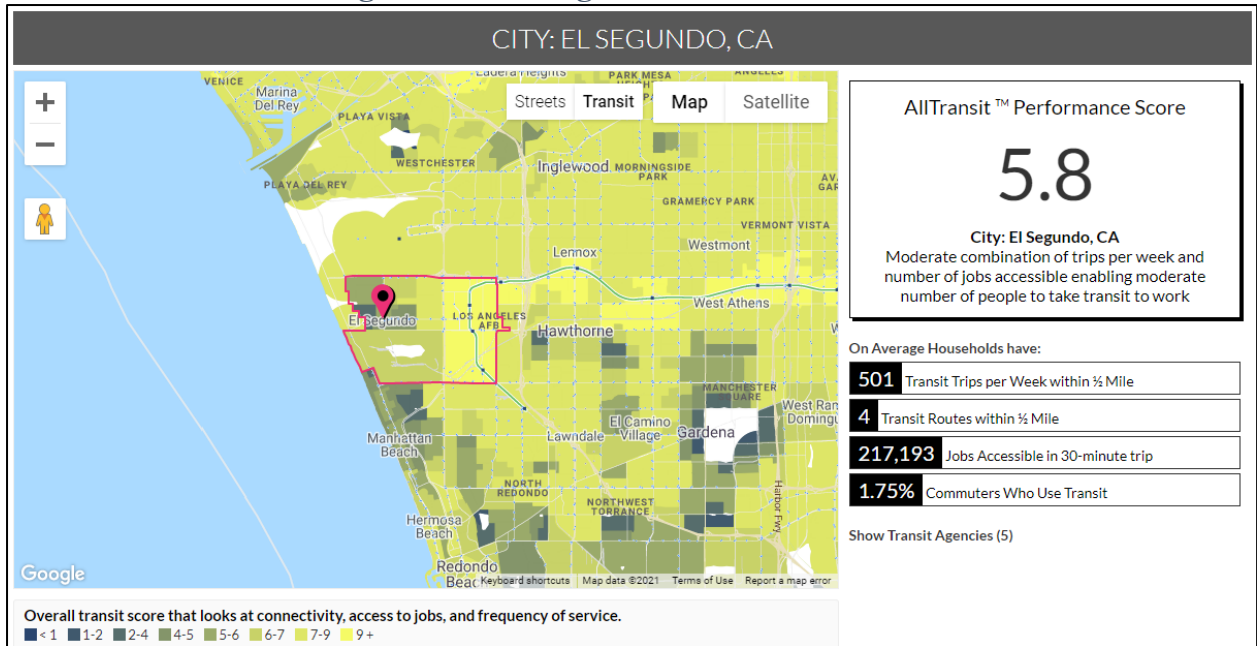 CITY: EL SEGUNDO, CA
VENICE
Marina
Del Rey
PLAYA VISTA
Ladera Heights
PARK MESA
ANGELES
+
−
Streets Transit Map Satellite
WESTCHESTER
Inglewood
MORNINGSIDE
PARK
PLAYA DEL REY
GRAMERCY PARK
VERMONT VISTA
Lennox
Westmont
El Segundo
LOS ANGELES
AFB
West Athens
Hawthorne
MANCHESTER
SQUARE
El Camino
Village
Gardena
Manhattan
Beach
Lawndale
NORTH
REDONDO
NORTHWEST
TORRANCE
Harbor Fwy
Hermosa
Beach
Redondo
Google
Keyboard shortcuts Map data ©2021 Terms of Use Report a map error
Overall transit score that looks at connectivity, access to jobs, and frequency of service.
< 1 1-2 2-4 4-5 5-6 6-7 7-9 9 +
AllTransit ™ Performance Score
5.8
City: El Segundo, CA
Moderate combination of trips per week and
number of jobs accessible enabling moderate
number of people to take transit to work
On Average Households have:
501 Transit Trips per Week within ½ Mile
4 Transit Routes within ½ Mile
217,193 Jobs Accessible in 30-minute trip
1.75% Commuters Who Use Transit
Show Transit Agencies (5)